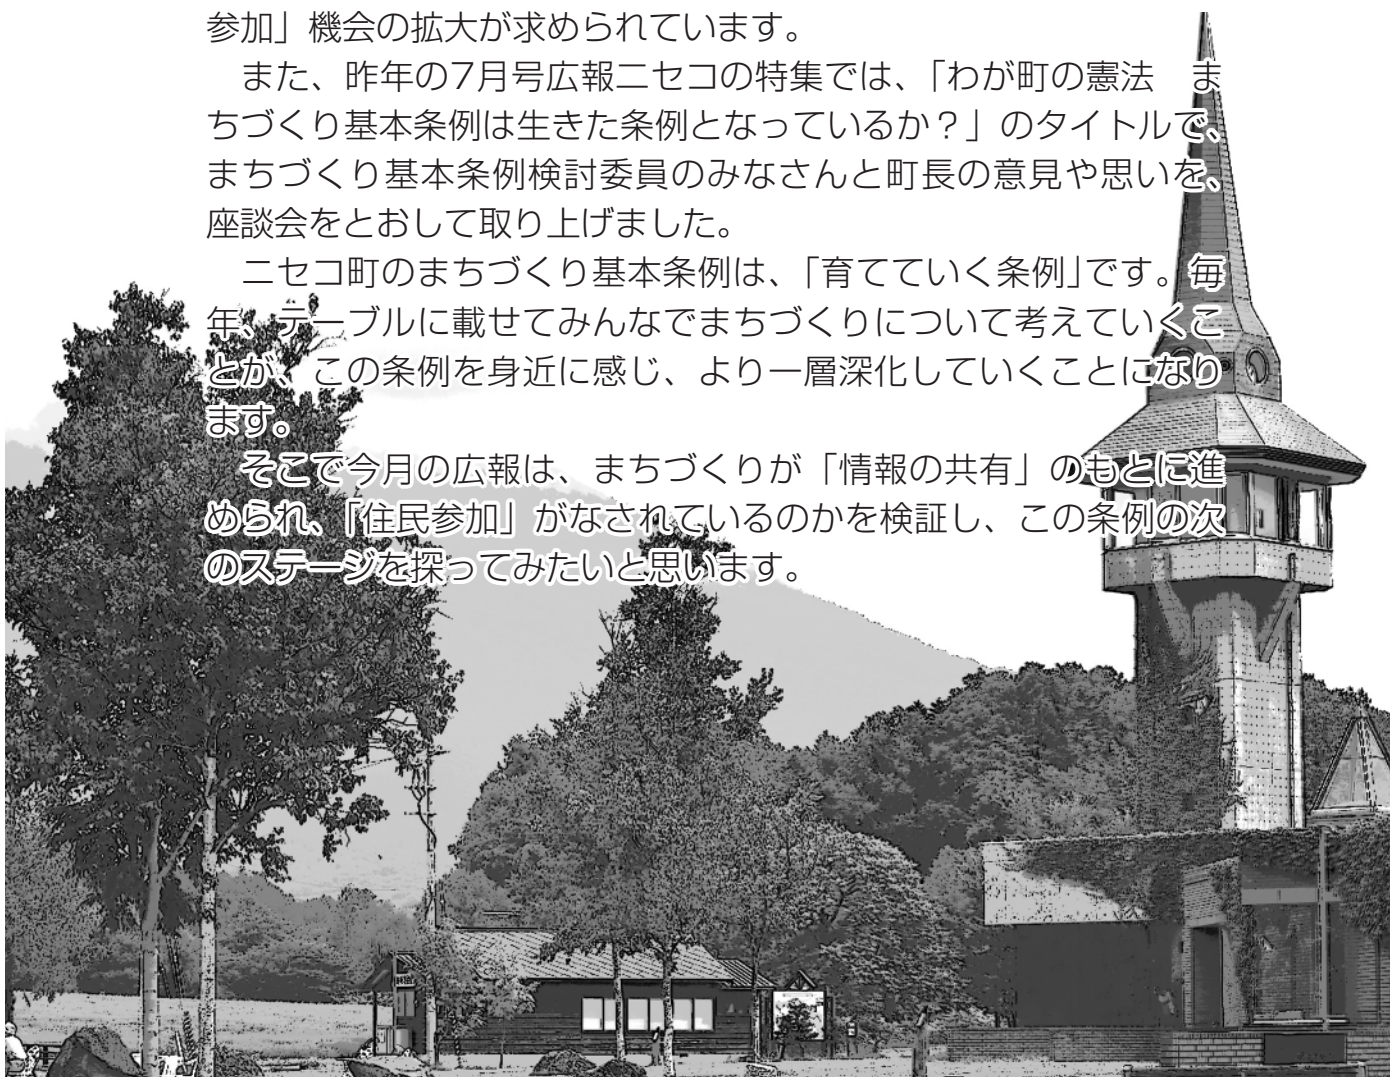 参加」機会の拡大が求められています。
　また、昨年の7月号広報ニセコの特集では、「わが町の憲法　ま
ちづくり基本条例は生きた条例となっているか？」のタイトルで、
まちづくり基本条例検討委員のみなさんと町長の意見や思いを、
座談会をとおして取り上げました。
　ニセコ町のまちづくり基本条例は、「育てていく条例」です。毎
年、テーブルに載せてみんなでまちづくりについて考えていくこ
とが、この条例を身近に感じ、より一層深化していくことになり
ます。
　そこで今月の広報は、まちづくりが「情報の共有」のもとに進
められ、「住民参加」がなされているのかを検証し、この条例の次
のステージを探ってみたいと思います。